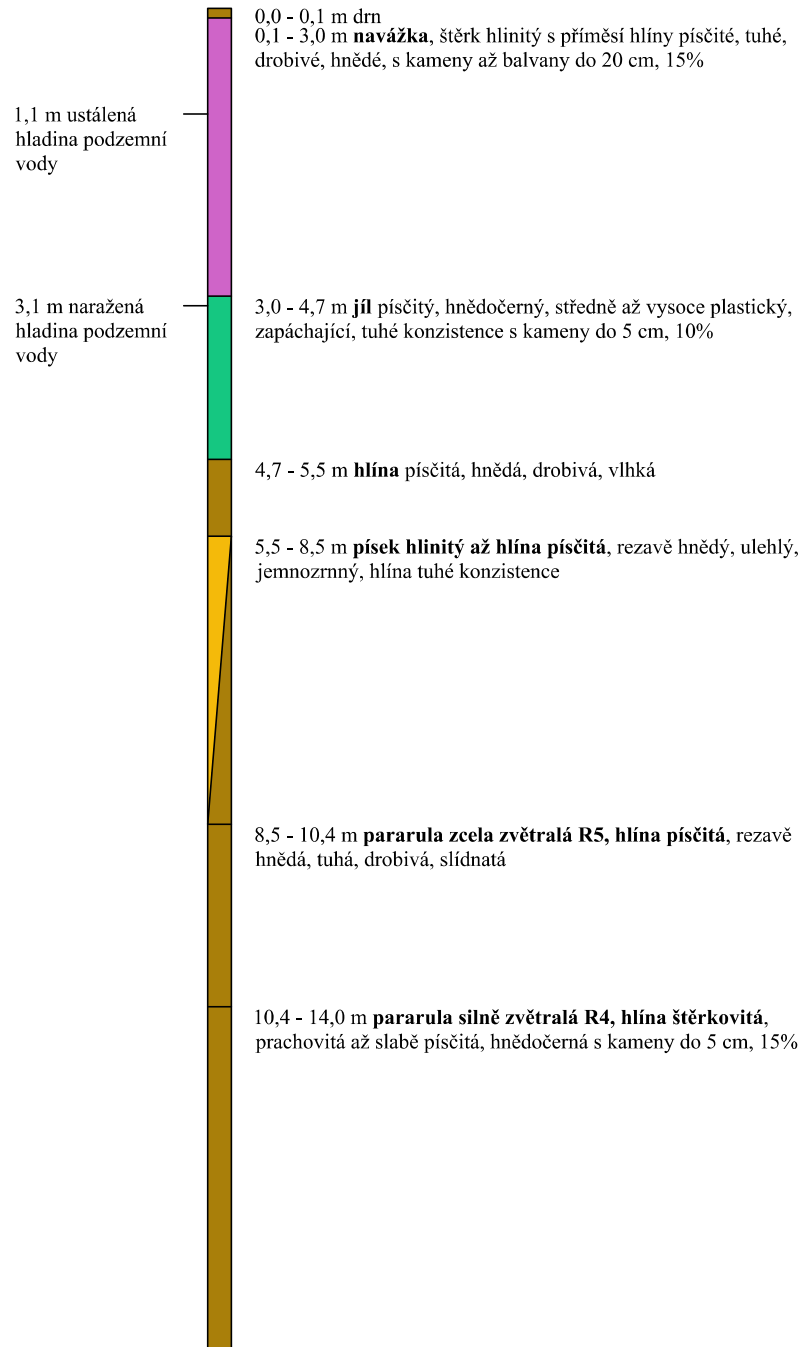 0,0 - 0,1 m drn
0,1 - 3,0 m navážka, štěrk hlinitý s příměsí hlíny písčité, tuhé,
drobivé, hnědé, s kameny až balvany do 20 cm, 15%
1,1 m ustálená
hladina podzemní
vody
3,1 m naražená
hladina podzemní
vody
3,0 - 4,7 m jíl písčitý, hnědočerný, středně až vysoce plastický,
zapáchající, tuhé konzistence s kameny do 5 cm, 10%
4,7 - 5,5 m hlína písčitá, hnědá, drobivá, vlhká
5,5 - 8,5 m písek hlinitý až hlína písčitá, rezavě hnědý, ulehlý,
jemnozrnný, hlína tuhé konzistence
8,5 - 10,4 m pararula zcela zvětralá R5, hlína písčitá, rezavě
hnědá, tuhá, drobivá, slídnatá
10,4 - 14,0 m pararula silně zvětralá R4, hlína štěrkovitá,
prachovitá až slabě písčitá, hnědočerná s kameny do 5 cm, 15%